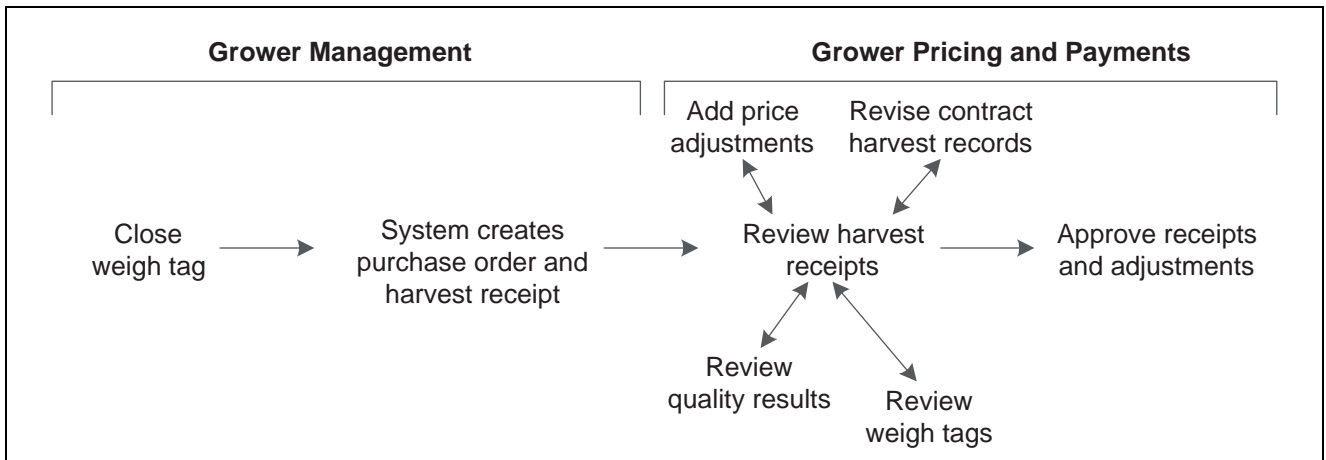 Grower Management
Grower Pricing and Payments
Add price
adjustments
Revise contract
harvest records
Close
weigh tag
System creates
purchase order and
harvest receipt
Review harvest
receipts
Approve receipts
and adjustments
Review
quality results
Review
weigh tags